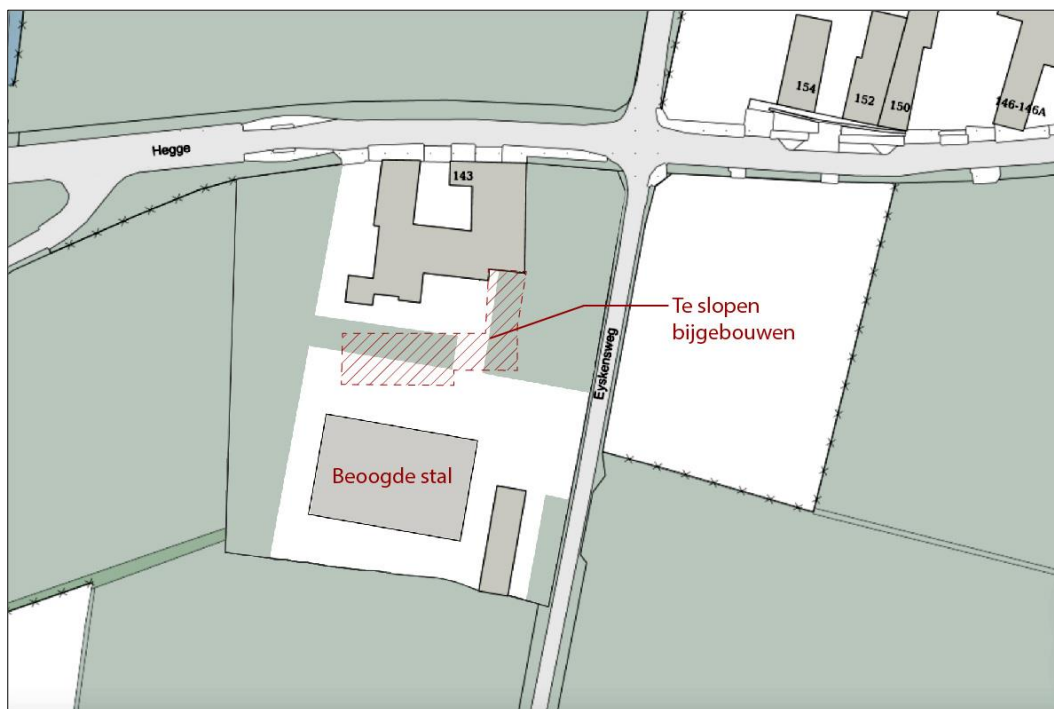 154
152
150
146-146A
Hegge
143
Te slopen
bijgebouwen
Eyskensweg
Beoogde stal